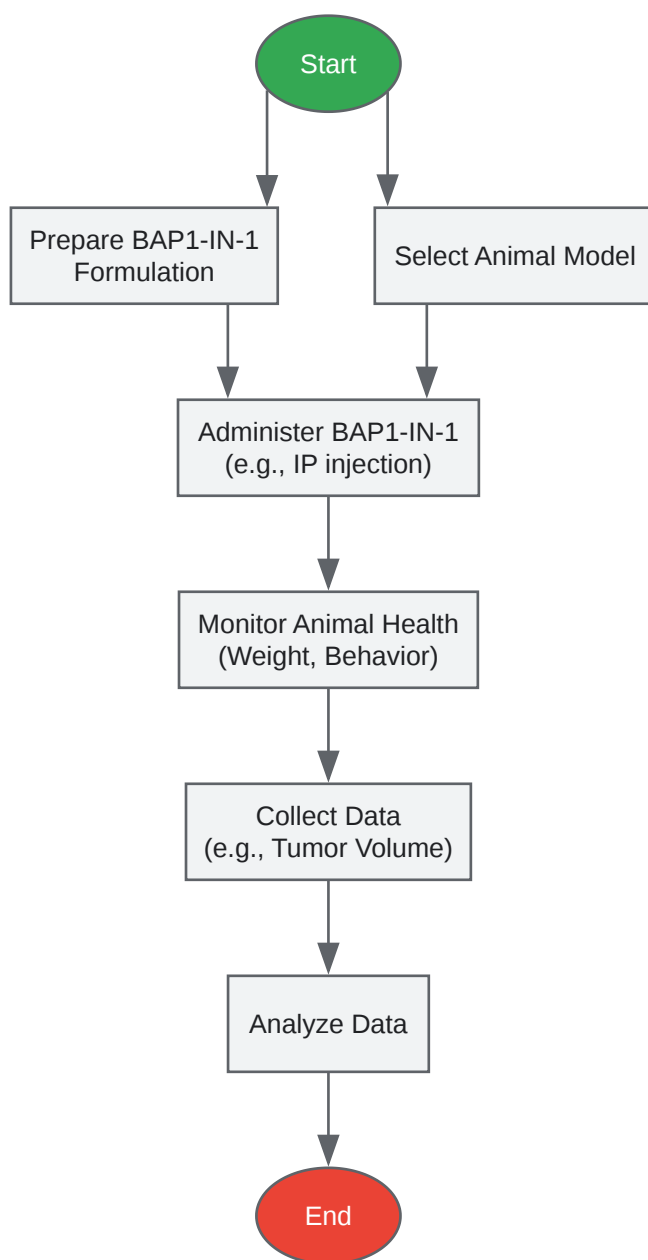 Start
Prepare BAP1-IN-1
Formulation
Select Animal Model
Administer BAP1-IN-1
(e.g., IP injection)
Monitor Animal Health
(Weight, Behavior)
Collect Data
(e.g., Tumor Volume)
Analyze Data
End